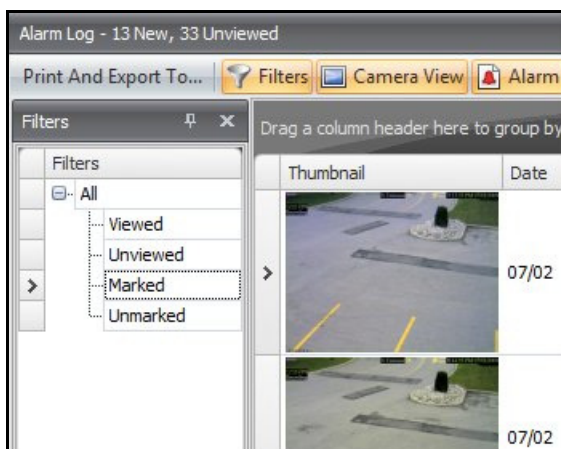 Alarm Log - 13 New, 33 Unviewed
Print And Export To... Filters Camera View Alarm
Filters
Drag a column header here to group by
Filters
Thumbnail Date
All
Viewed
Unviewed
Marked
Unmarked
07/02
07/02